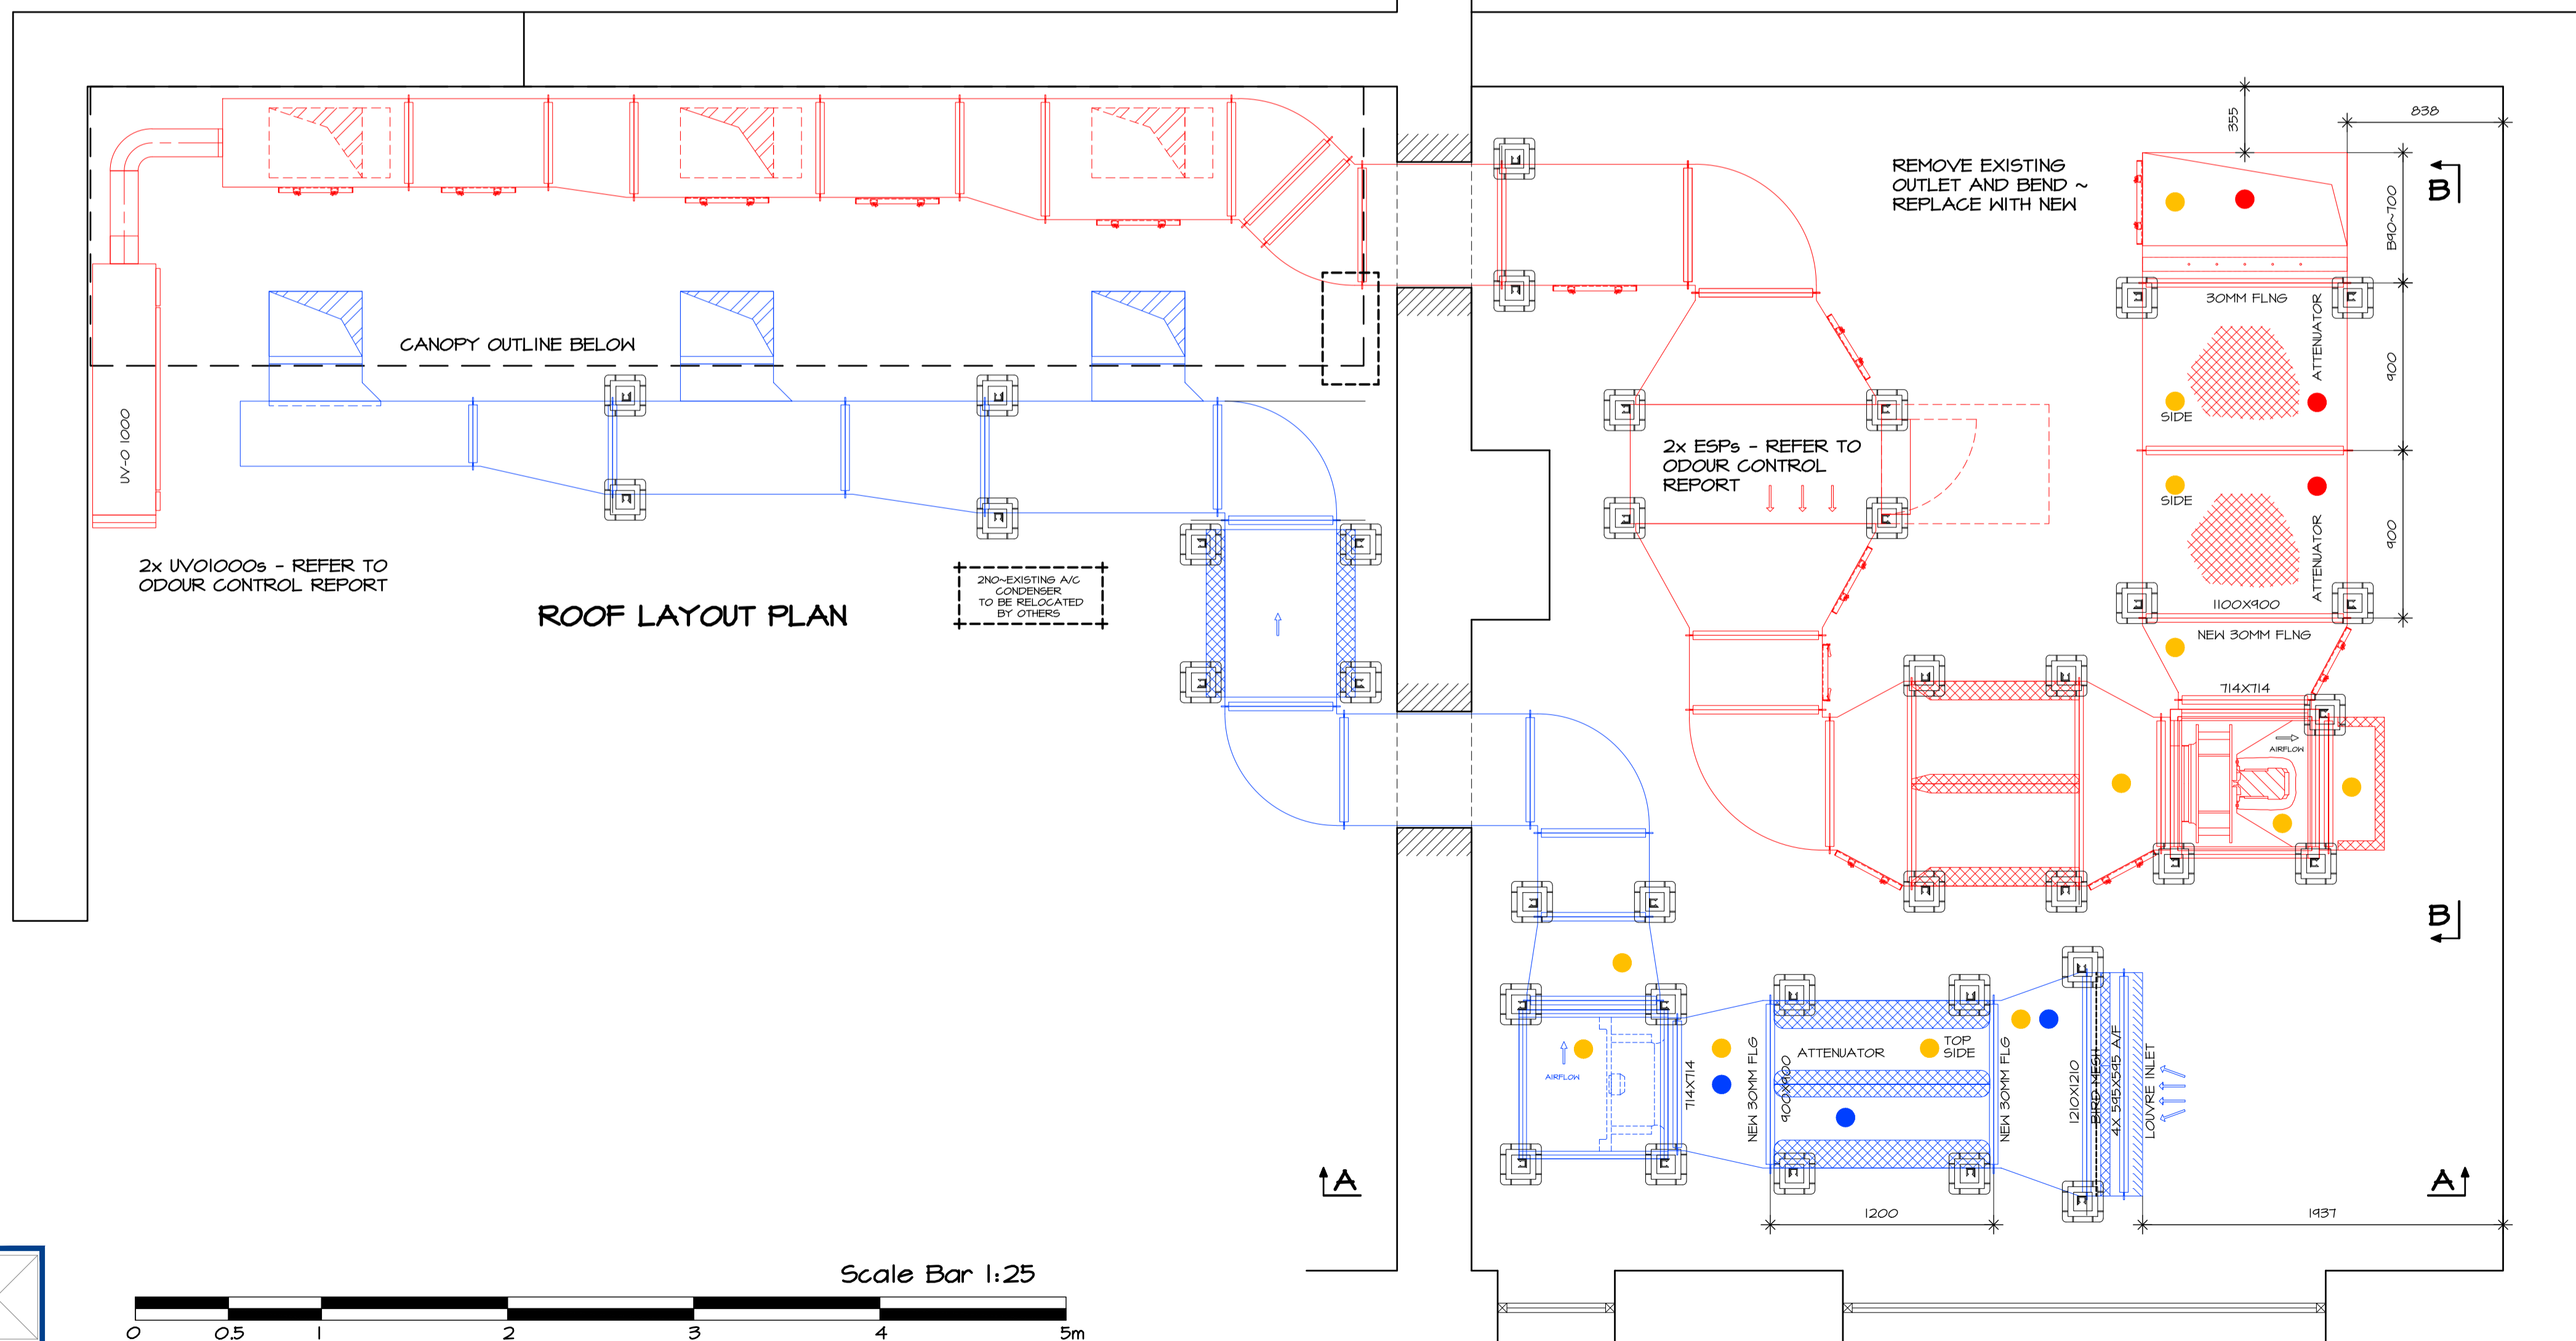 355
838
REMOVE EXISTING
OUTLET AND BEND ~
REPLACE WITH NEW
B
B90~700
30MM FLNG
ATTENUATOR
900
SIDE
CANOPY OUTLINE BELOW
UV-O 1000
2x ESPs - REFER TO
ODOUR CONTROL
REPORT
SIDE
ATTENUATOR
900
2x UVO1000s - REFER TO
ODOUR CONTROL REPORT
ROOF LAYOUT PLAN
2NO~EXISTING A/C
CONDENSER
TO BE RELOCATED
BY OTHERS
1100X900
NEW 30MM FLNG
714X714
AIRFLOW
B
AIRFLOW
714X714
NEW 30MM FLG
900X900
ATTENUATOR
TOP
SIDE
NEW 30MM FLG
1210X1210
BIRD MESH
4X 595X595 A/F
LOUVRE INLET
A
A
1200
1937
Scale Bar 1:25
0 0.5 1 2 3 4 5m